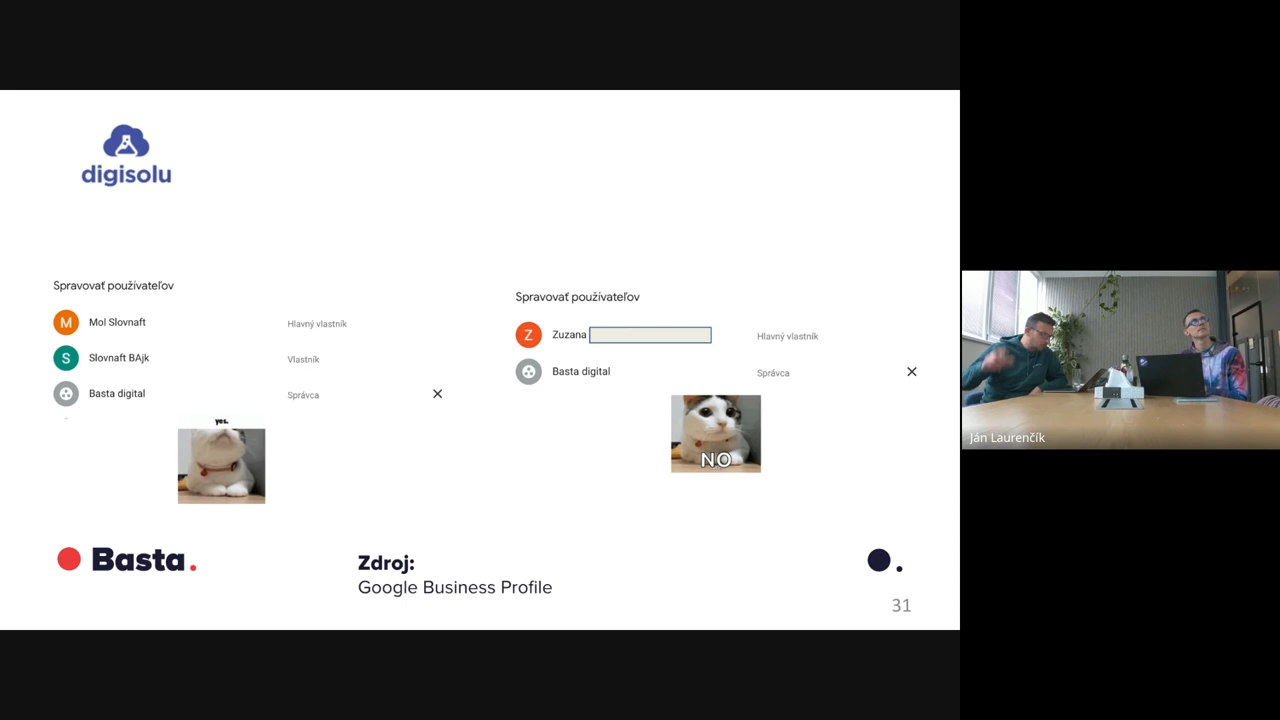 digisolu
Spravovať používateľov
M Mol Slovnaft Hlavný vlastník
S Slovnaft BAjk Vlastník
Basta digital Správca
yes.
Spravovať používateľov
Z Zuzana Hlavný vlastník
Basta digital Správca
NO
Basta.
Zdroj:
Google Business Profile
31
Ján Laurenčík